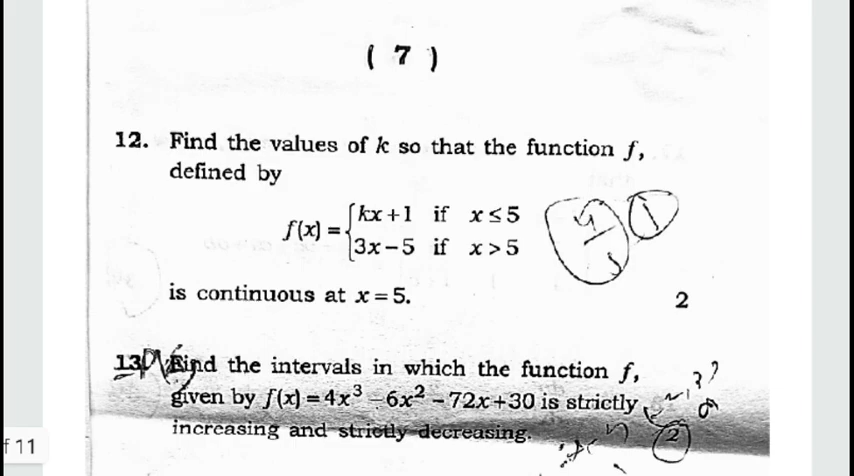 ( 7 )
12. Find the values of k so that the function f,
defined by
f(x) = { kx + 1 if x ≤ 5
3x − 5 if x > 5
is continuous at x = 5.
2
13. Find the intervals in which the function f,
given by f(x) = 4x³ − 6x² − 72x + 30 is strictly
increasing and strictly decreasing.
2
f 11